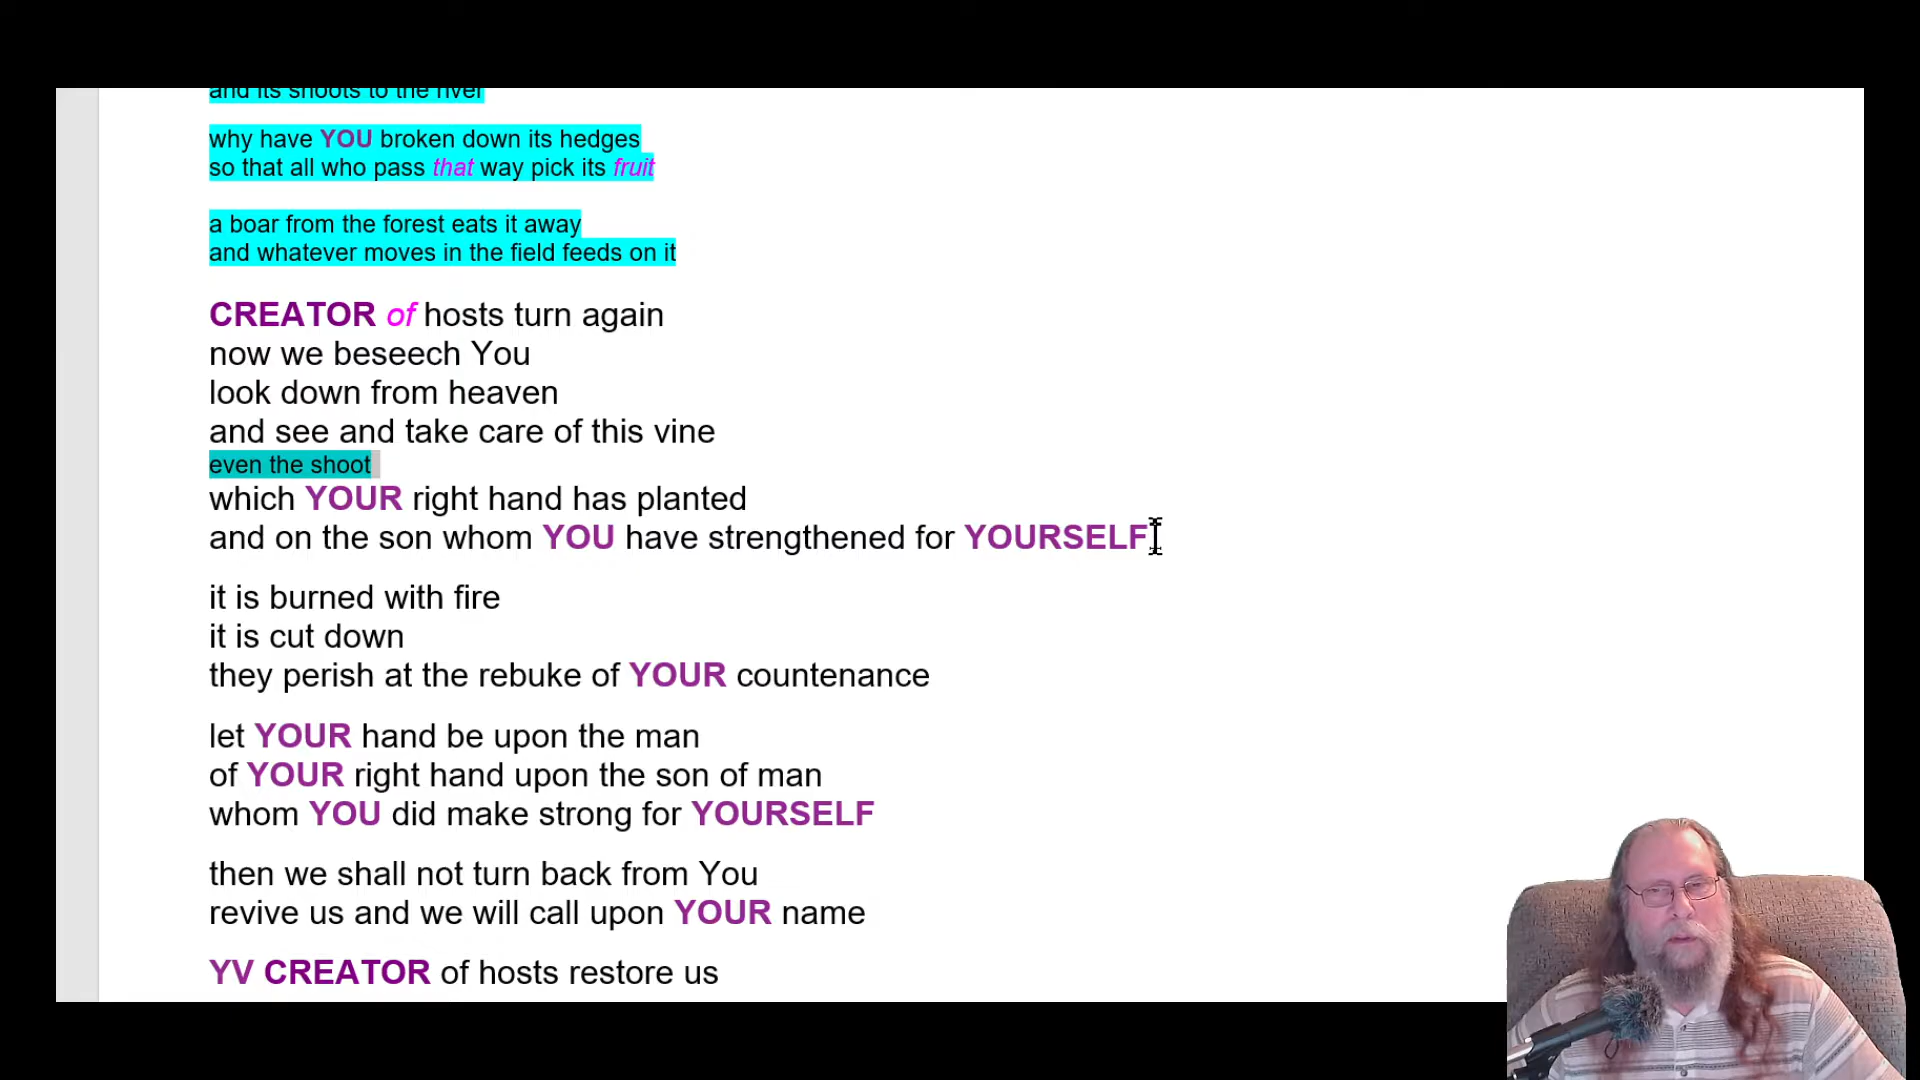 and its shoots to the river
why have YOU broken down its hedges
so that all who pass that way pick its fruit
a boar from the forest eats it away
and whatever moves in the field feeds on it
CREATOR of hosts turn again
now we beseech You
look down from heaven
and see and take care of this vine
even the shoot
which YOUR right hand has planted
and on the son whom YOU have strengthened for YOURSELF
it is burned with fire
it is cut down
they perish at the rebuke of YOUR countenance
let YOUR hand be upon the man
of YOUR right hand upon the son of man
whom YOU did make strong for YOURSELF
then we shall not turn back from You
revive us and we will call upon YOUR name
YV CREATOR of hosts restore us